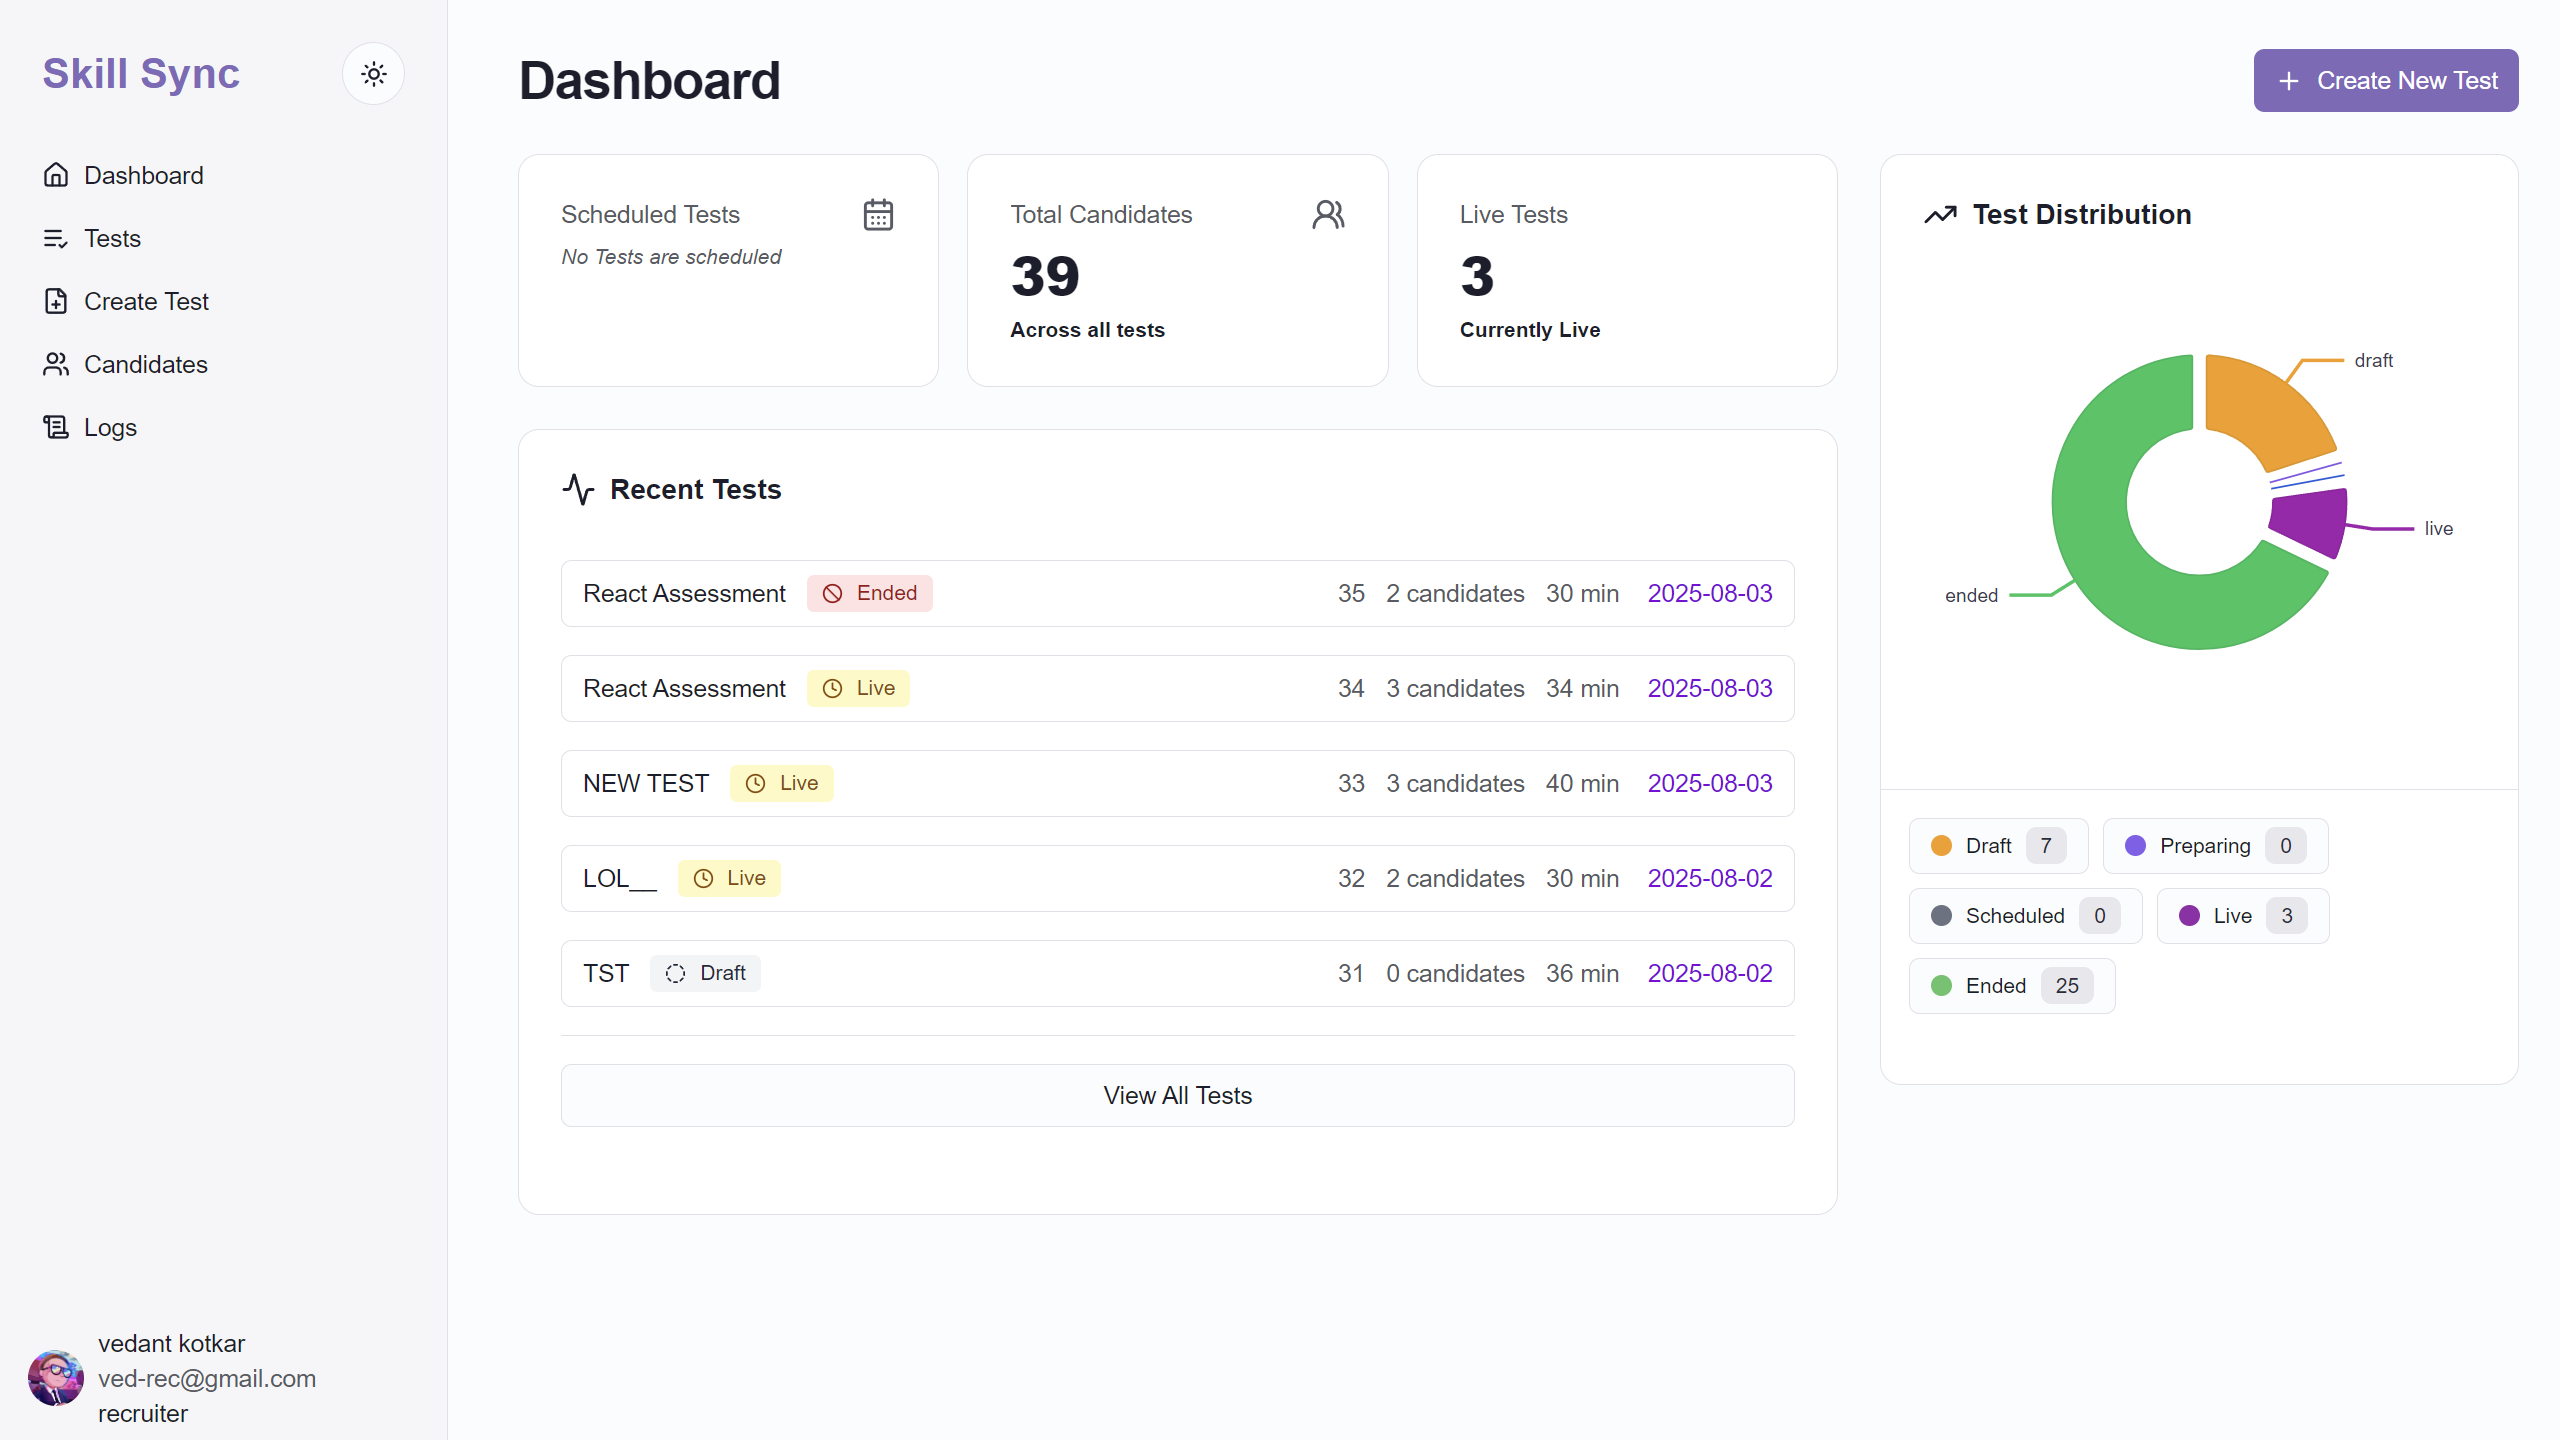 Skill Sync
Dashboard
Tests
Create Test
Candidates
Logs
vedant kotkar
ved-rec@gmail.com
recruiter
Dashboard
Create New Test
Scheduled Tests
No Tests are scheduled
Total Candidates
39
Across all tests
Live Tests
3
Currently Live
Recent Tests
React Assessment Ended 35 2 candidates 30 min 2025-08-03
React Assessment Live 34 3 candidates 34 min 2025-08-03
NEW TEST Live 33 3 candidates 40 min 2025-08-03
LOL__ Live 32 2 candidates 30 min 2025-08-02
TST Draft 31 0 candidates 36 min 2025-08-02
View All Tests
Test Distribution
draft
live
ended
Draft 7 Preparing 0
Scheduled 0 Live 3
Ended 25